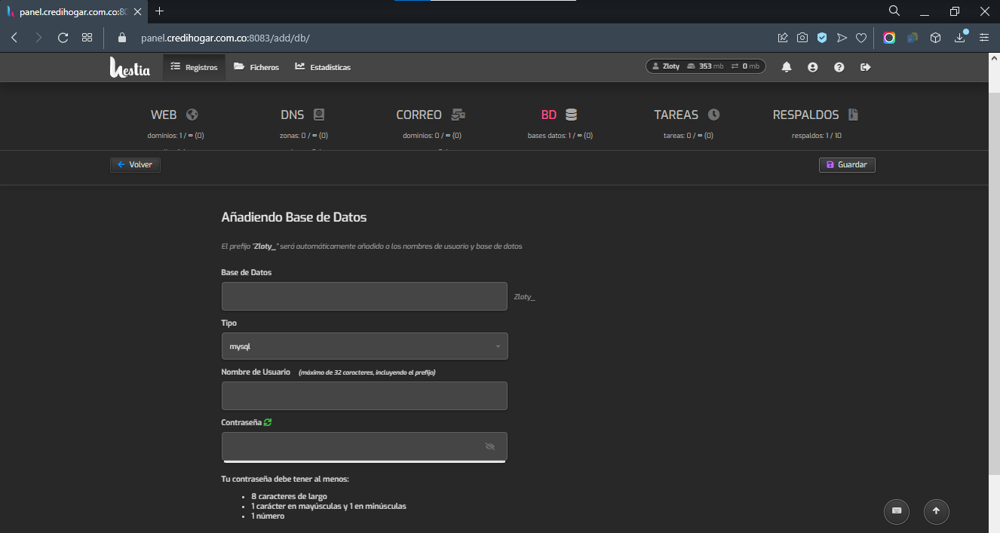 panel.credihogar.com.co:80
panel.credihogar.com.co:8083/add/db/
hestia
Registros
Ficheros
Estadísticas
Zloty 353 mb 0 mb
WEB
dominios: 1 / ∞ (0)
DNS
zonas: 0 / ∞ (0)
CORREO
dominios: 0 / ∞ (0)
BD
bases datos: 1 / ∞ (0)
TAREAS
tareas: 0 / ∞ (0)
RESPALDOS
respaldos: 1 / 10
Volver
Guardar
Añadiendo Base de Datos
El prefijo "Zloty_" será automáticamente añadido a los nombres de usuario y base de datos
Base de Datos
Zloty_
Tipo
mysql
Nombre de Usuario (máximo de 32 caracteres, incluyendo el prefijo)
Contraseña
Tu contraseña debe tener al menos:
8 caracteres de largo
1 carácter en mayúsculas y 1 en minúsculas
1 número